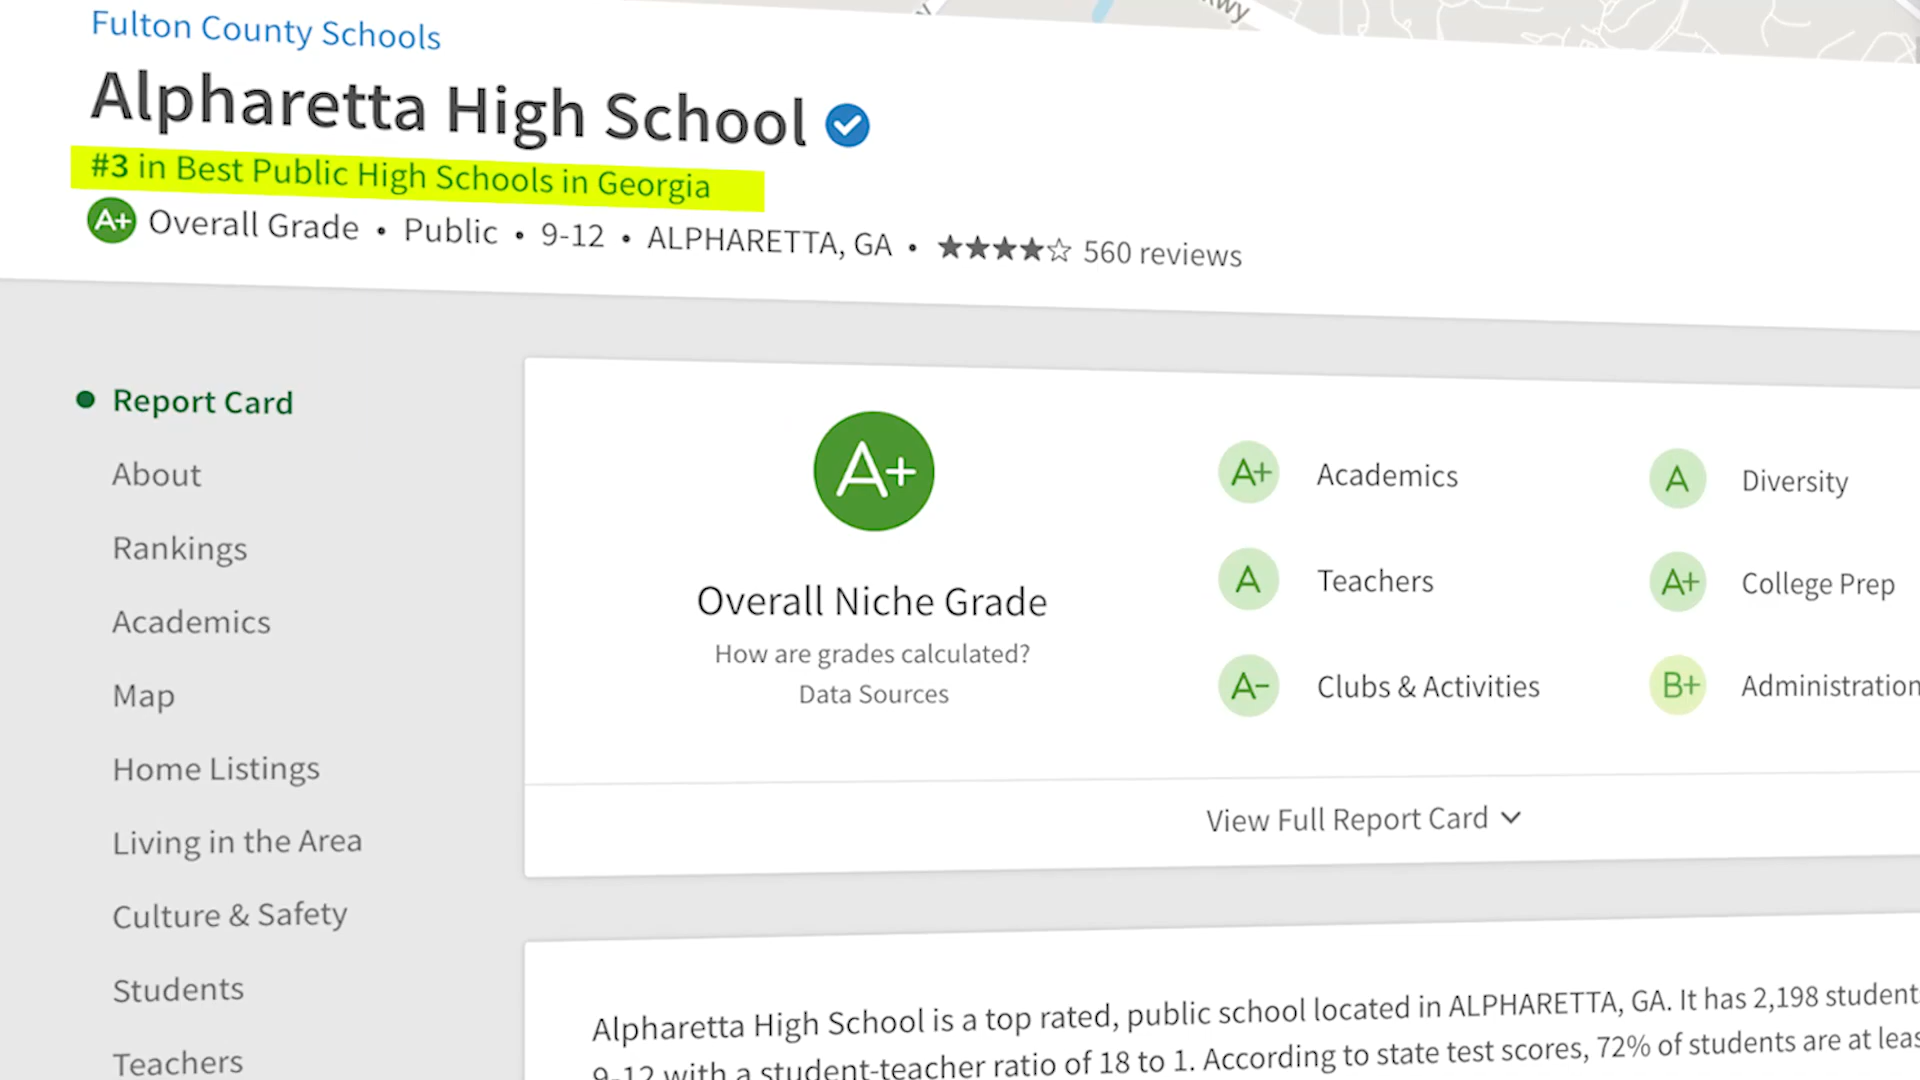 Fulton County Schools
Alpharetta High School
#3 in Best Public High Schools in Georgia
A+ Overall Grade • Public • 9-12 • ALPHARETTA, GA • ★★★★☆ 560 reviews
Report Card
About
Rankings
Academics
Map
Home Listings
Living in the Area
Culture & Safety
Students
Teachers
A+
Overall Niche Grade
How are grades calculated?
Data Sources
A+ Academics
A Diversity
A Teachers
A+ College Prep
A- Clubs & Activities
B+ Administration
View Full Report Card
Alpharetta High School is a top rated, public school located in ALPHARETTA, GA. It has 2,198 student
9-12 with a student-teacher ratio of 18 to 1. According to state test scores, 72% of students are at leas